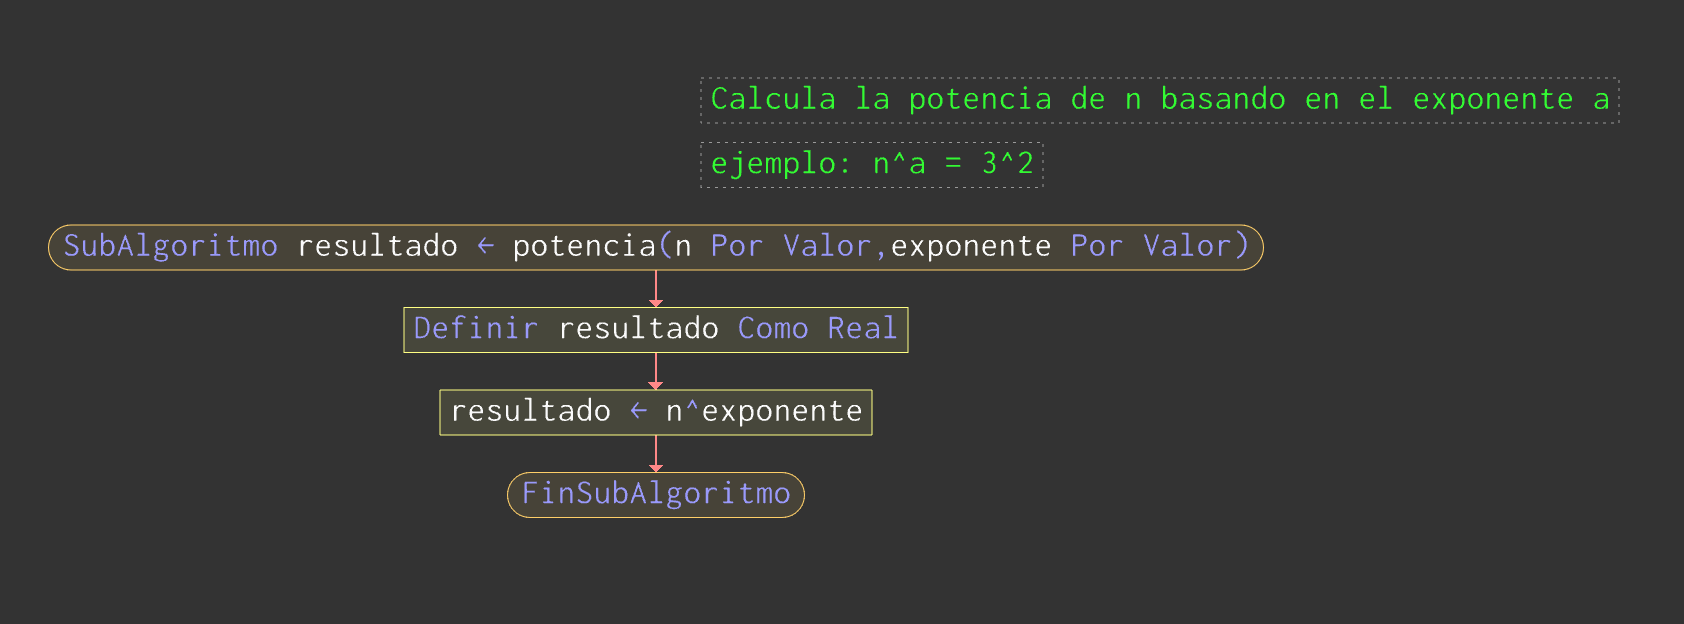 Calcula la potencia de n basando en el exponente a
ejemplo: n^a = 3^2
SubAlgoritmo resultado ← potencia(n Por Valor,exponente Por Valor)
Definir resultado Como Real
resultado ← n^exponente
FinSubAlgoritmo